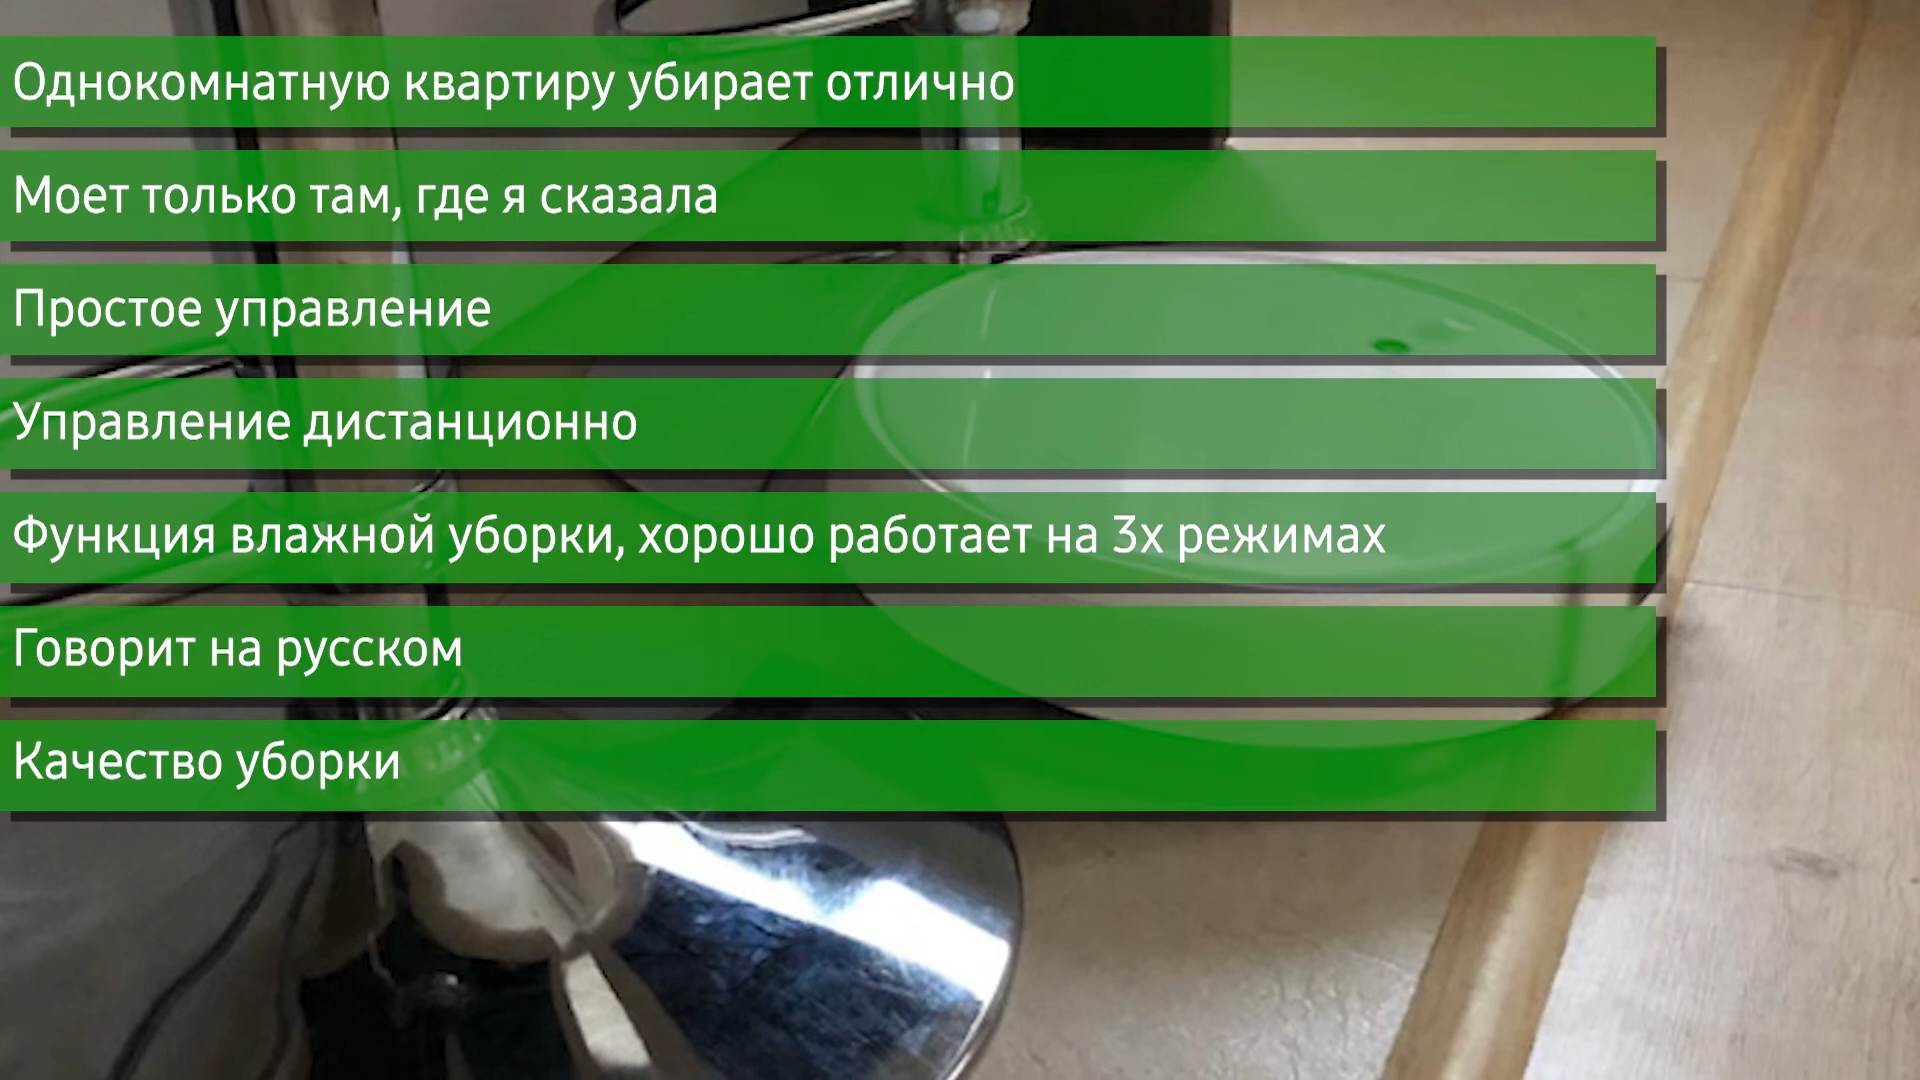 Однокомнатную квартиру убирает отлично
Моет только там, где я сказала
Простое управление
Управление дистанционно
Функция влажной уборки, хорошо работает на 3х режимах
Говорит на русском
Качество уборки